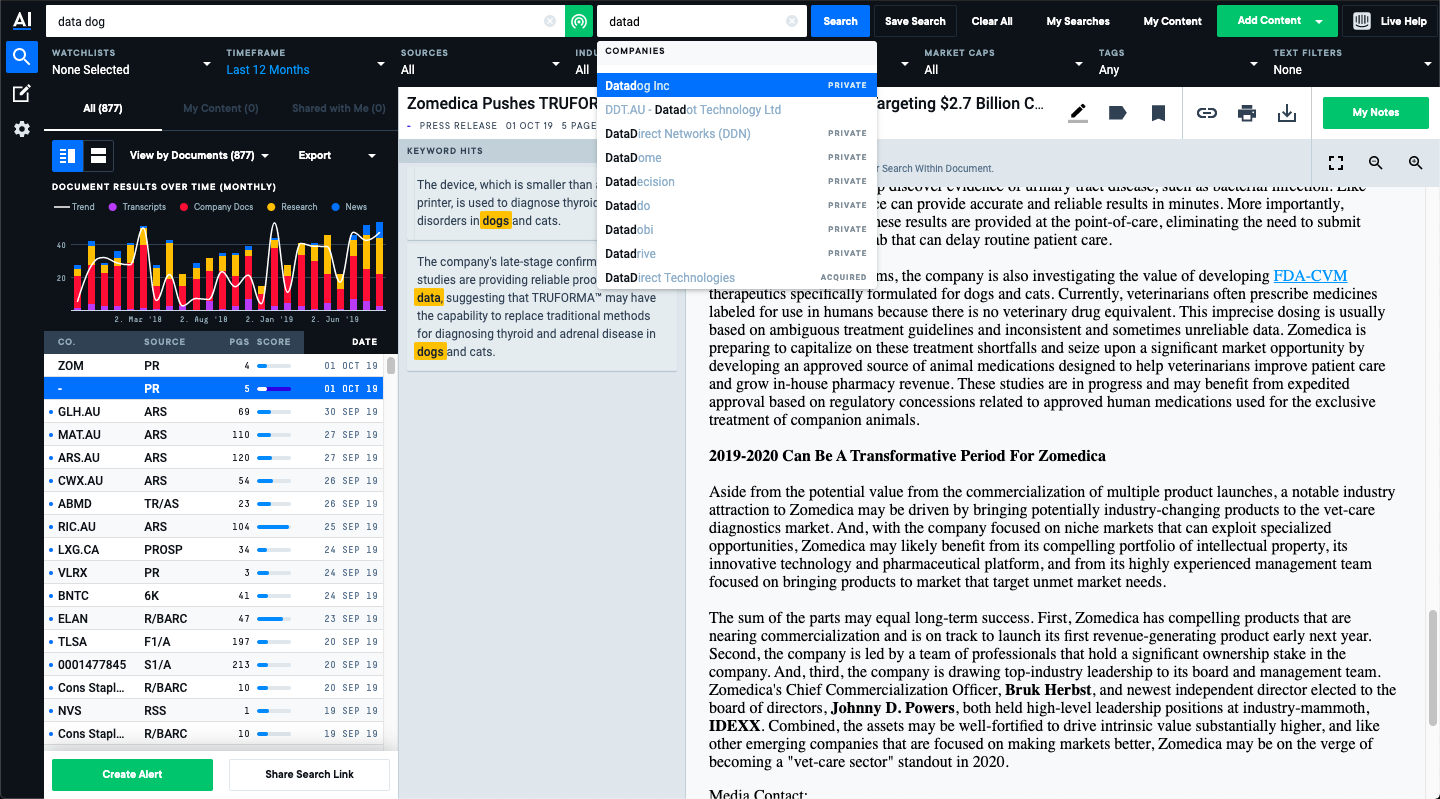 AI
data dog
datad
Search
Save Search
Clear All
My Searches
My Content
Add Content
Live Help
WATCHLISTS
None Selected
TIMEFRAME
Last 12 Months
SOURCES
All
INDU
All
MARKET CAPS
All
TAGS
Any
TEXT FILTERS
None
COMPANIES
Datadog Inc PRIVATE
DDT.AU - Datadot Technology Ltd
DataDirect Networks (DDN) PRIVATE
DataDome PRIVATE
Datadecision PRIVATE
Dataddo PRIVATE
Datadobi PRIVATE
Datadrive PRIVATE
DataDirect Technologies ACQUIRED
All (877)
My Content (0)
Shared with Me (0)
View by Documents (877)
Export
DOCUMENT RESULTS OVER TIME (MONTHLY)
Trend Transcripts Company Docs Research News
40
20
2. Mar '18 2. Aug '18 2. Jan '19 2. Jun '19
CO. SOURCE PGS SCORE DATE
ZOM PR 4 01 OCT 19
- PR 5 01 OCT 19
GLH.AU ARS 69 30 SEP 19
MAT.AU ARS 110 27 SEP 19
ARS.AU ARS 120 27 SEP 19
CWX.AU ARS 54 26 SEP 19
ABMD TR/AS 23 26 SEP 19
RIC.AU ARS 104 25 SEP 19
LXG.CA PROSP 34 24 SEP 19
VLRX PR 3 24 SEP 19
BNTC 6K 41 24 SEP 19
ELAN R/BARC 47 23 SEP 19
TLSA F1/A 197 20 SEP 19
0001477845 S1/A 213 20 SEP 19
Cons Stapl... R/BARC 10 20 SEP 19
NVS RSS 1 19 SEP 19
Cons Stapl... R/BARC 10 19 SEP 19
Create Alert
Share Search Link
Zomedica Pushes TRUFOR
argeting $2.7 Billion C...
- PRESS RELEASE 01 OCT 19 5 PAGE
My Notes
KEYWORD HITS
The device, which is smaller than a
printer, is used to diagnose thyroid
disorders in dogs and cats.
The company's late-stage confirm
studies are providing reliable proc
data, suggesting that TRUFORMA™ may have
the capability to replace traditional methods
for diagnosing thyroid and adrenal disease in
dogs and cats.
r Search Within Document.
p discover evidence of urinary tract disease, such as bacterial infection. Like
ce can provide accurate and reliable results in minutes. More importantly,
hese results are provided at the point-of-care, eliminating the need to submit
ab that can delay routine patient care.
ms, the company is also investigating the value of developing FDA-CVM
therapeutics specifically formulated for dogs and cats. Currently, veterinarians often prescribe medicines
labeled for use in humans because there is no veterinary drug equivalent. This imprecise dosing is usually
based on ambiguous treatment guidelines and inconsistent and sometimes unreliable data. Zomedica is
preparing to capitalize on these treatment shortfalls and seize upon a significant market opportunity by
developing an approved source of animal medications designed to help veterinarians improve patient care
and grow in-house pharmacy revenue. These studies are in progress and may benefit from expedited
approval based on regulatory concessions related to approved human medications used for the exclusive
treatment of companion animals.
2019-2020 Can Be A Transformative Period For Zomedica
Aside from the potential value from the commercialization of multiple product launches, a notable industry
attraction to Zomedica may be driven by bringing potentially industry-changing products to the vet-care
diagnostics market. And, with the company focused on niche markets that can exploit specialized
opportunities, Zomedica may likely benefit from its compelling portfolio of intellectual property, its
innovative technology and pharmaceutical platform, and from its highly experienced management team
focused on bringing products to market that target unmet market needs.
The sum of the parts may equal long-term success. First, Zomedica has compelling products that are
nearing commercialization and is on track to launch its first revenue-generating product early next year.
Second, the company is led by a team of professionals that hold a significant ownership stake in the
company. And, third, the company is drawing top-industry leadership to its board and management team.
Zomedica's Chief Commercialization Officer, Bruk Herbst, and newest independent director elected to the
board of directors, Johnny D. Powers, both held high-level leadership positions at industry-mammoth,
IDEXX. Combined, the assets may be well-fortified to drive intrinsic value substantially higher, and like
other emerging companies that are focused on making markets better, Zomedica may be on the verge of
becoming a "vet-care sector" standout in 2020.
Media Contact: